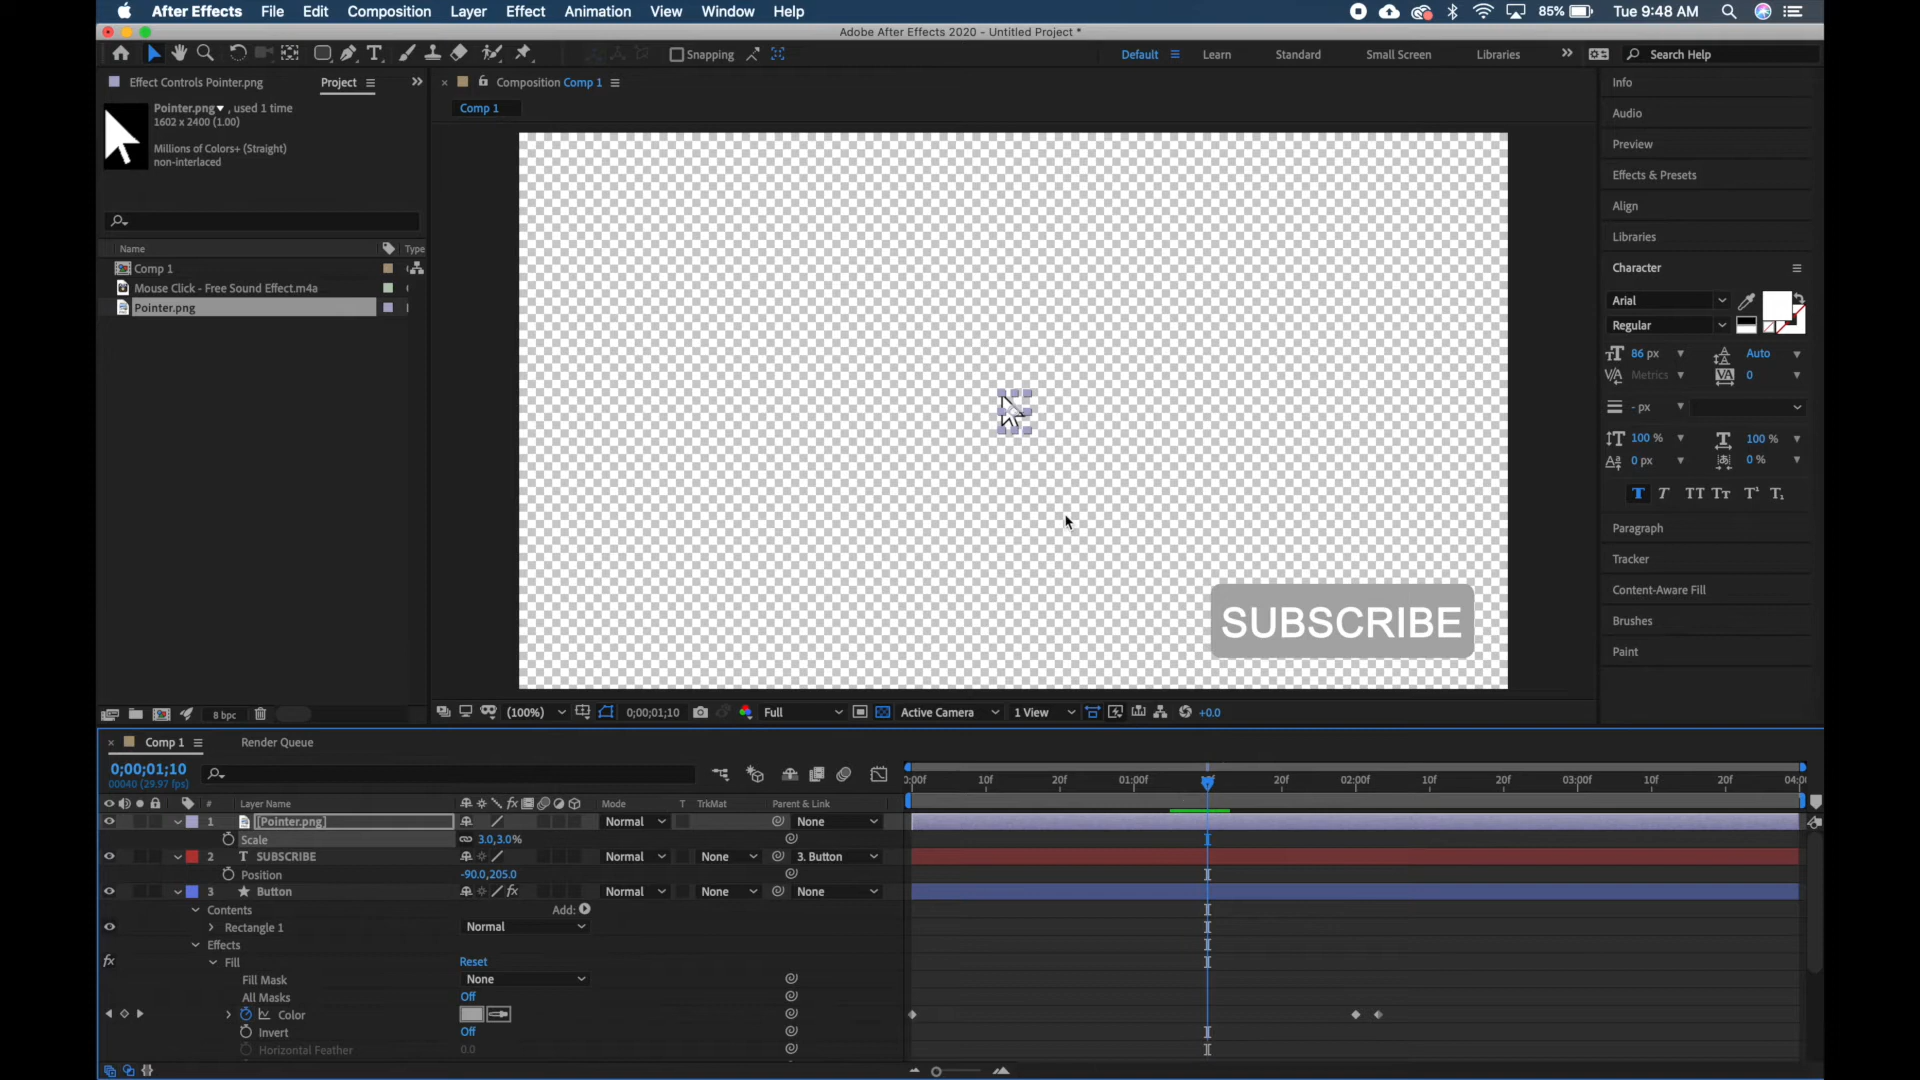 After Effects File Edit Composition Layer Effect Animation View Window Help 85% Tue 9:48 AM
Adobe After Effects 2020 - Untitled Project *
Snapping Default Learn Standard Small Screen Libraries Search Help
Effect Controls Pointer.png Project
Composition Comp 1
Comp 1
Pointer.png , used 1 time
1602 x 2400 (1.00)
Millions of Colors+ (Straight)
non-interlaced
Name Type
Comp 1
Mouse Click - Free Sound Effect.m4a
Pointer.png
8 bpc
SUBSCRIBE
(100%) 0;00;01;10 Full Active Camera 1 View +0.0
Info
Audio
Preview
Effects & Presets
Align
Libraries
Character
Arial
Regular
86 px Auto
Metrics 0
- px
100 % 100 %
0 px 0 %
T T TT Tт T¹ T₁
Paragraph
Tracker
Content-Aware Fill
Brushes
Paint
Comp 1 Render Queue
0;00;01;10
00040 (29.97 fps)
0:00f 10f 20f 01:00f 10f 20f 02:00f 10f 20f 03:00f 10f 20f 04:0
# Layer Name Mode T TrkMat Parent & Link
1 [Pointer.png] Normal None
Scale 3.0,3.0%
2 T SUBSCRIBE Normal None 3. Button
Position -90.0,205.0
3 Button Normal None None
Contents Add:
Rectangle 1 Normal
Effects
fx Fill Reset
Fill Mask None
All Masks Off
Color
Invert Off
Horizontal Feather 0.0